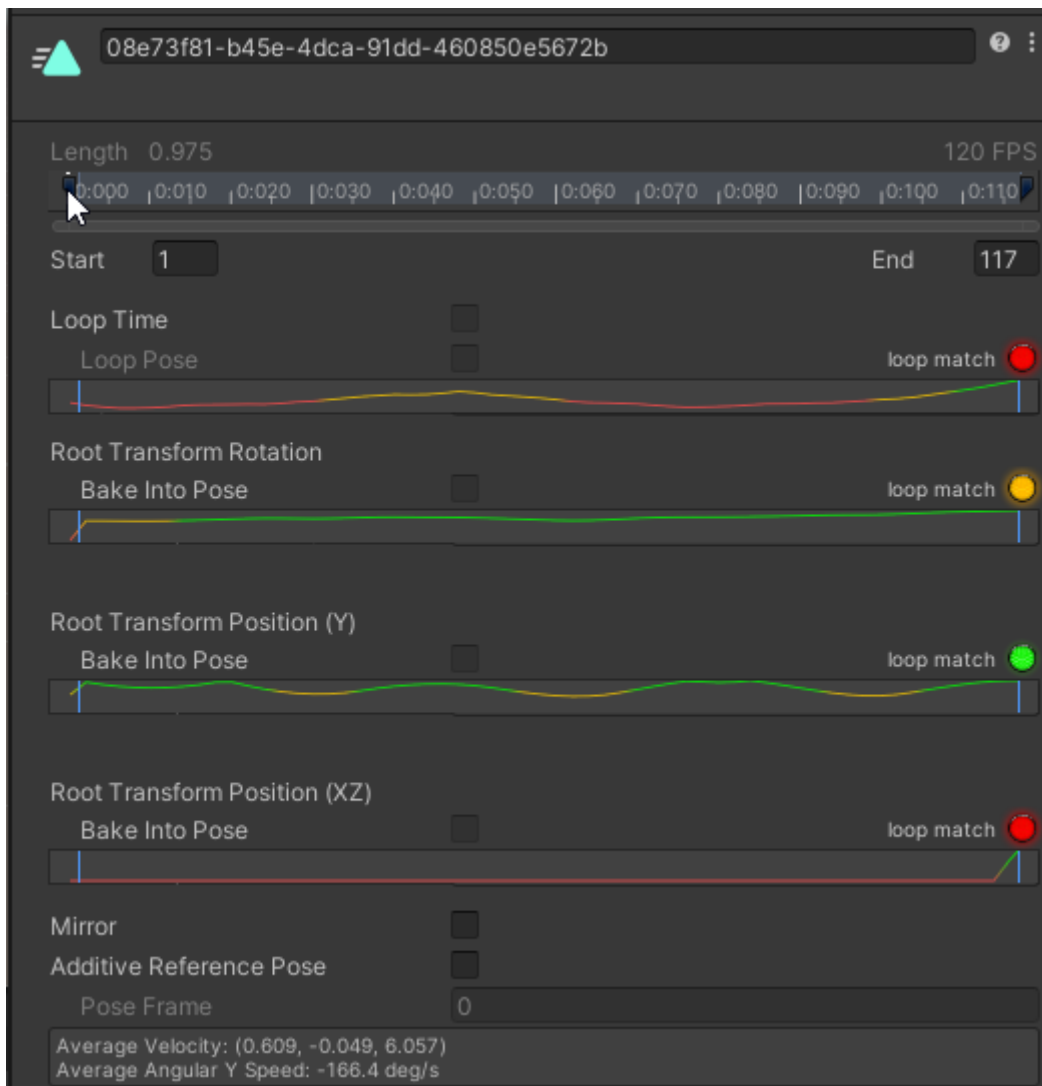 08e73f81-b45e-4dca-91dd-460850e5672b
Length 0.975 120 FPS
0:000 0:010 0:020 0:030 0:040 0:050 0:060 0:070 0:080 0:090 0:100 0:110
Start 1 End 117
Loop Time
Loop Pose loop match
Root Transform Rotation
Bake Into Pose loop match
Root Transform Position (Y)
Bake Into Pose loop match
Root Transform Position (XZ)
Bake Into Pose loop match
Mirror
Additive Reference Pose
Pose Frame 0
Average Velocity: (0.609, -0.049, 6.057)
Average Angular Y Speed: -166.4 deg/s